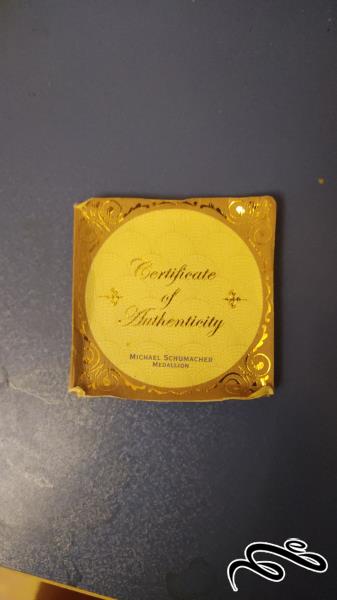 Certificate
of
Authenticity
MICHAEL SCHUMACHER
MEDALLION